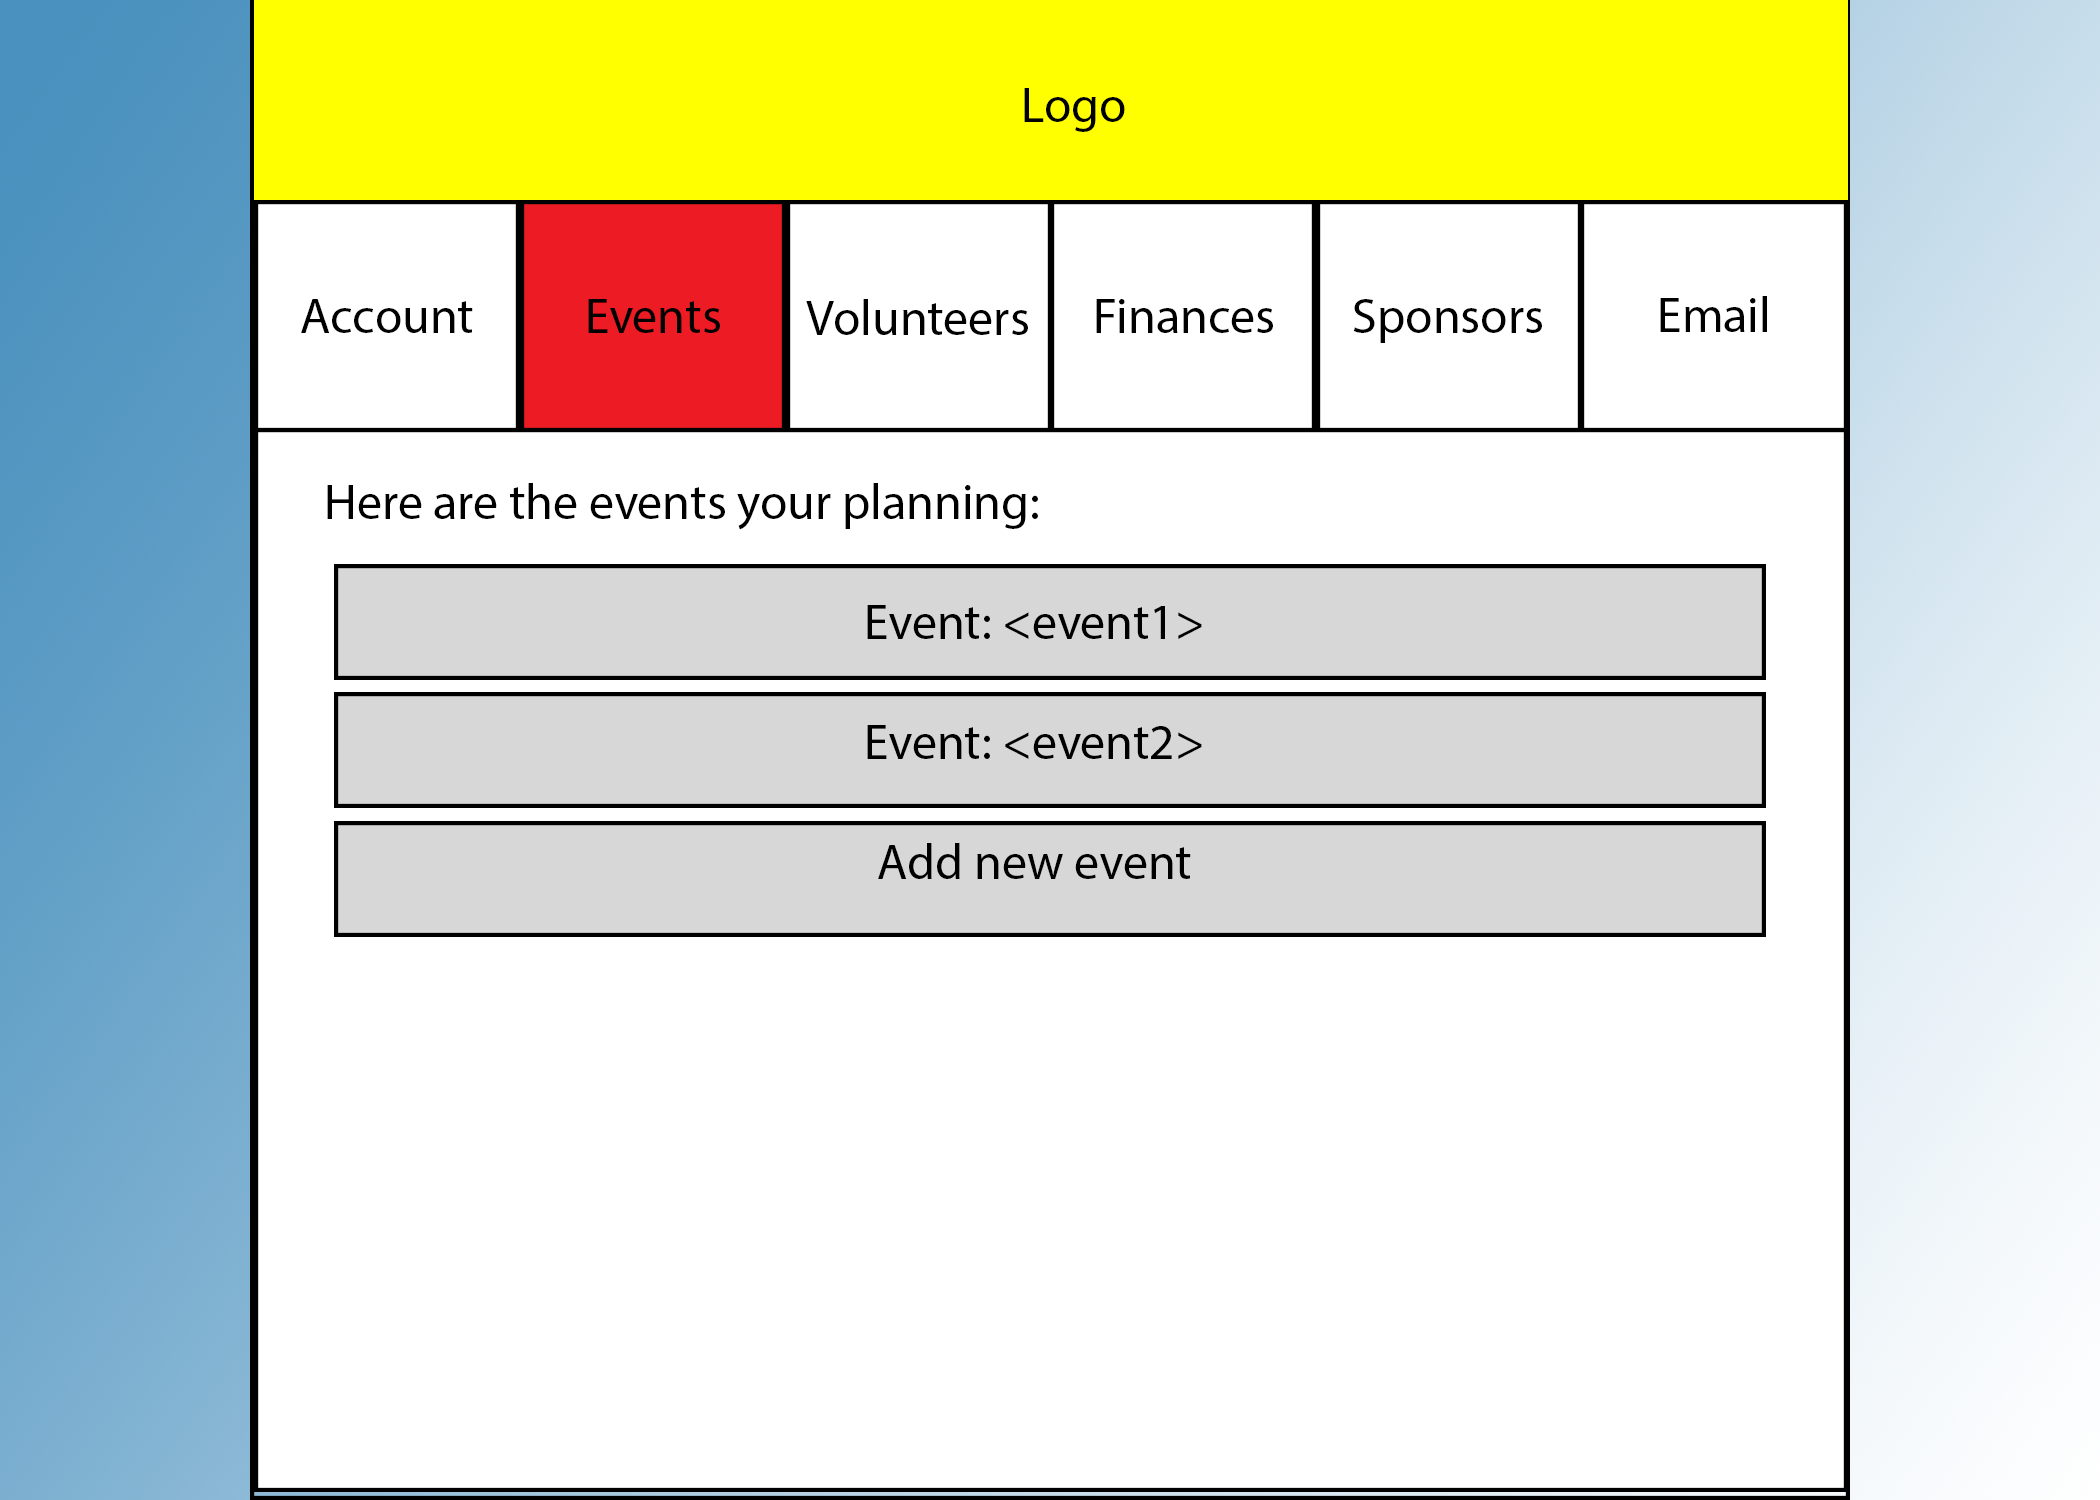 Logo
Account
Events
Volunteers
Finances
Sponsors
Email
Here are the events your planning:
Event: <event1>
Event: <event2>
Add new event